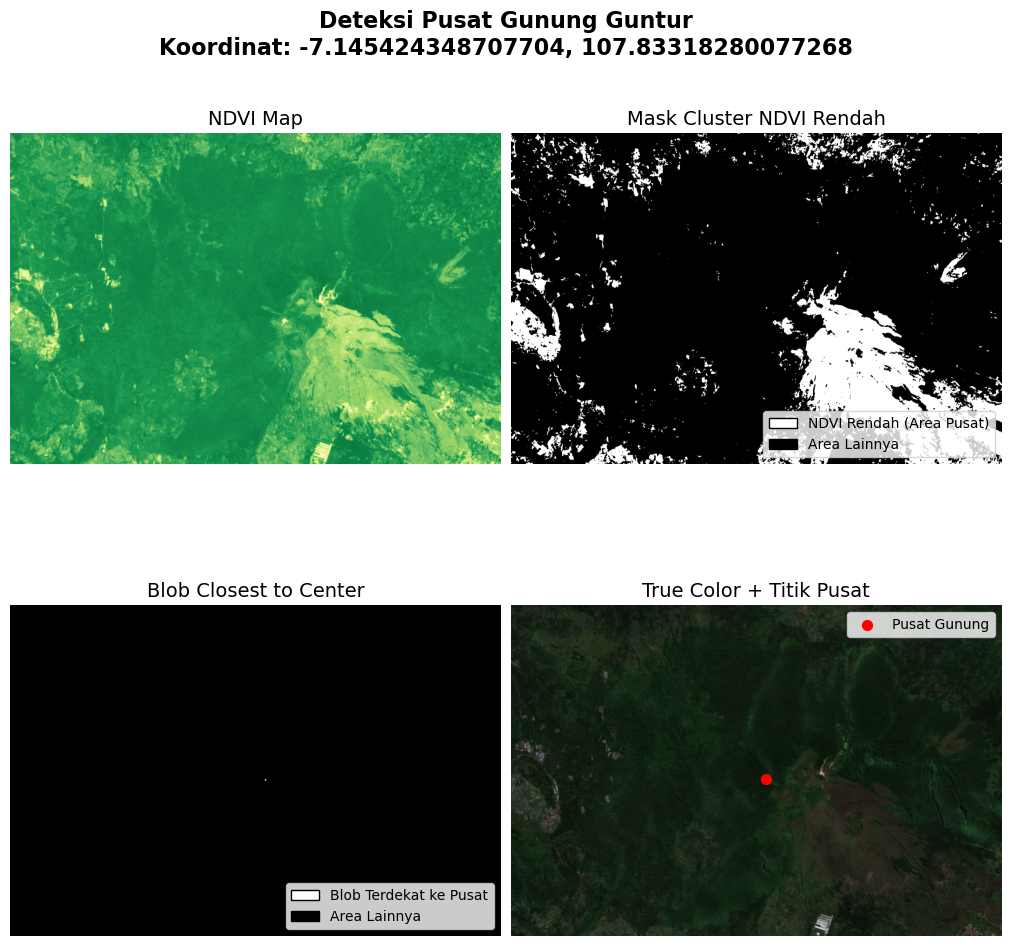 Deteksi Pusat Gunung Guntur
Koordinat: -7.145424348707704, 107.83318280077268
NDVI Map
Mask Cluster NDVI Rendah
NDVI Rendah (Area Pusat)
Area Lainnya
Blob Closest to Center
True Color + Titik Pusat
Blob Terdekat ke Pusat
Area Lainnya
Pusat Gunung